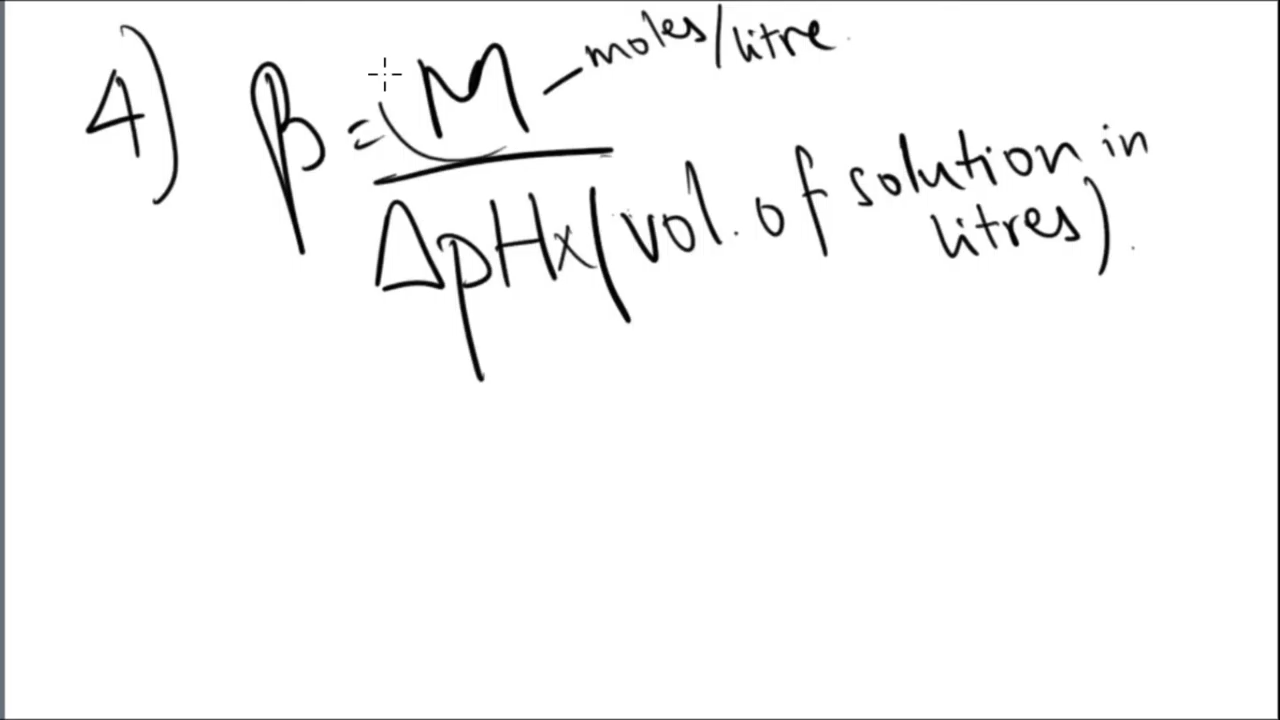 4) β = M — moles/litre
ΔpH x (vol. of solution in
litres).